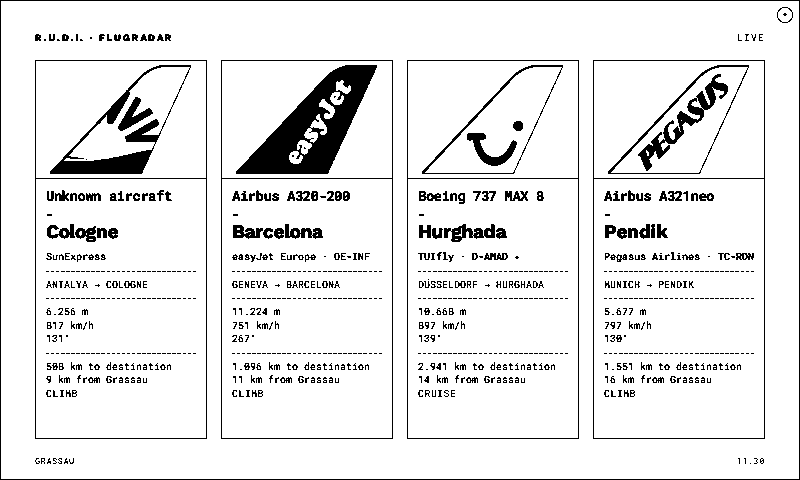 R.U.D.I. · FLUGRADAR
LIVE
easyJet
PEGASUS
Unknown aircraft
-
Cologne
SunExpress
ANTALYA → COLOGNE
6.256 m
817 km/h
131°
508 km to destination
9 km from Grassau
CLIMB
Airbus A320-200
-
Barcelona
easyJet Europe · OE-INF
GENEVA → BARCELONA
11.224 m
751 km/h
267°
1.096 km to destination
11 km from Grassau
CLIMB
Boeing 737 MAX 8
-
Hurghada
TUIfly · D-AMAD ✦
DÜSSELDORF → HURGHADA
10.668 m
897 km/h
139°
2.941 km to destination
14 km from Grassau
CRUISE
Airbus A321neo
-
Pendik
Pegasus Airlines · TC-RDN
MUNICH → PENDIK
5.677 m
797 km/h
130°
1.551 km to destination
16 km from Grassau
CLIMB
GRASSAU
11.30